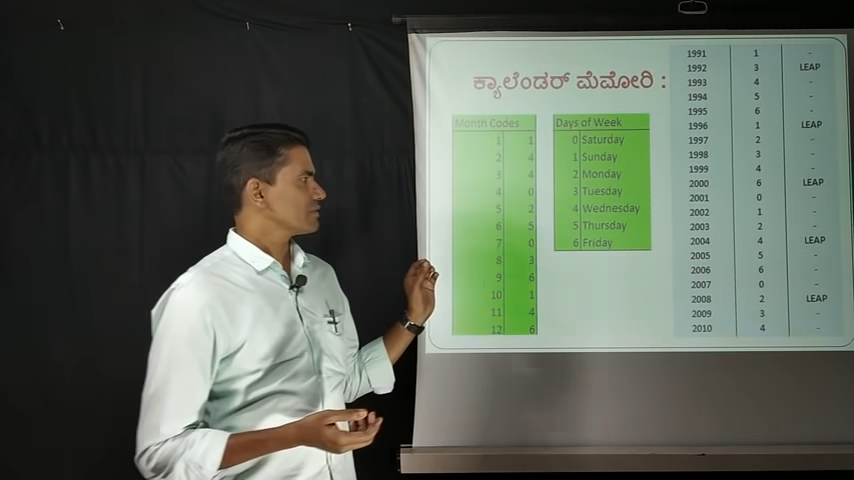 ಕ್ಯಾಲೆಂಡರ್ ಮೆಮೋರಿ :
Month Codes
1 1
2 4
3 4
4 0
5 2
6 5
7 0
8 3
9 6
10 1
11 4
12 6
Days of Week
0 Saturday
1 Sunday
2 Monday
3 Tuesday
4 Wednesday
5 Thursday
6 Friday
1991 1 -
1992 3 LEAP
1993 4 -
1994 5 -
1995 6 -
1996 1 LEAP
1997 2 -
1998 3 -
1999 4 -
2000 6 LEAP
2001 0 -
2002 1 -
2003 2 -
2004 4 LEAP
2005 5 -
2006 6 -
2007 0 -
2008 2 LEAP
2009 3 -
2010 4 -